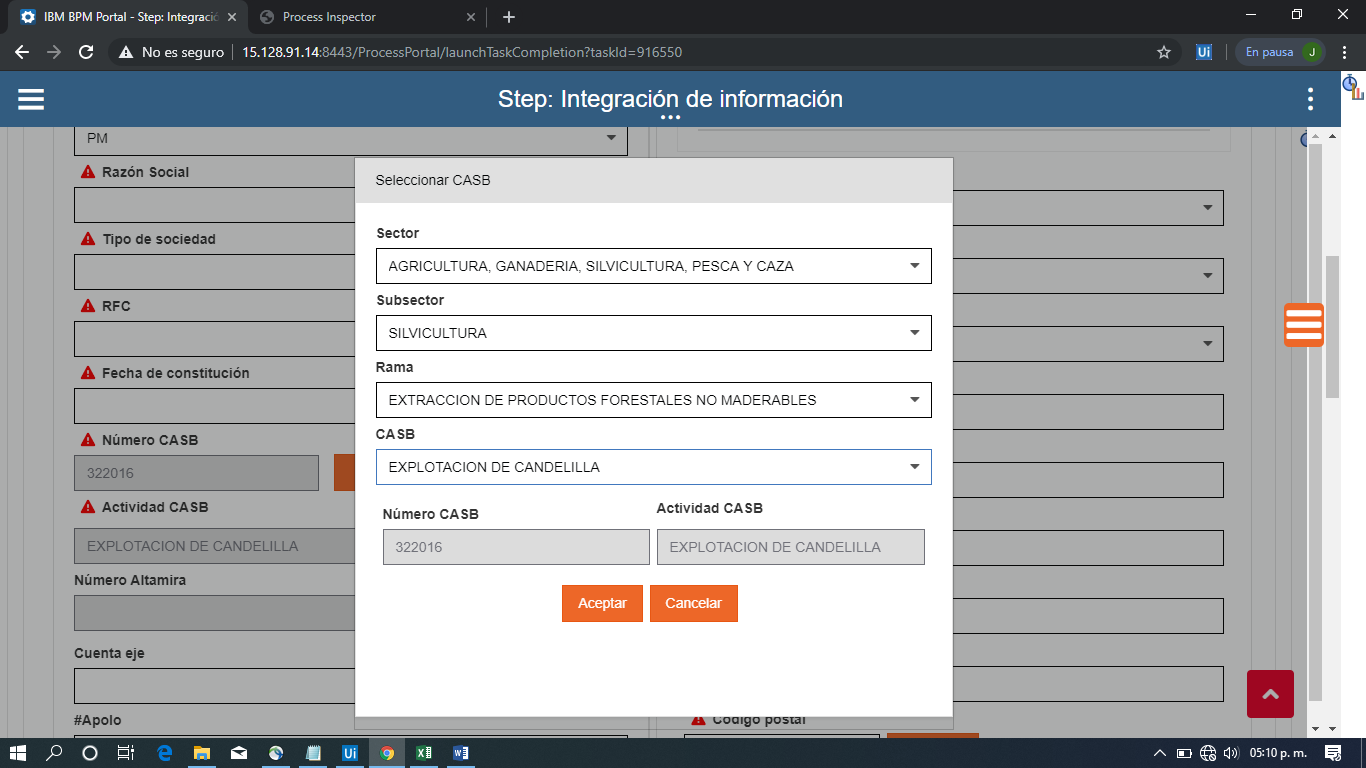 IBM BPM Portal - Step: Integració
Process Inspector
No es seguro
15.128.91.14:8443/ProcessPortal/launchTaskCompletion?taskId=916550
Ui
En pausa
J
Step: Integración de información
PM
Razón Social
Tipo de sociedad
RFC
Fecha de constitución
Número CASB
322016
Actividad CASB
EXPLOTACION DE CANDELILLA
Número Altamira
Cuenta eje
#Apolo
Seleccionar CASB
Sector
AGRICULTURA, GANADERIA, SILVICULTURA, PESCA Y CAZA
Subsector
SILVICULTURA
Rama
EXTRACCION DE PRODUCTOS FORESTALES NO MADERABLES
CASB
EXPLOTACION DE CANDELILLA
Número CASB
Actividad CASB
322016
EXPLOTACION DE CANDELILLA
Aceptar
Cancelar
Código postal
Ui
05:10 p. m.